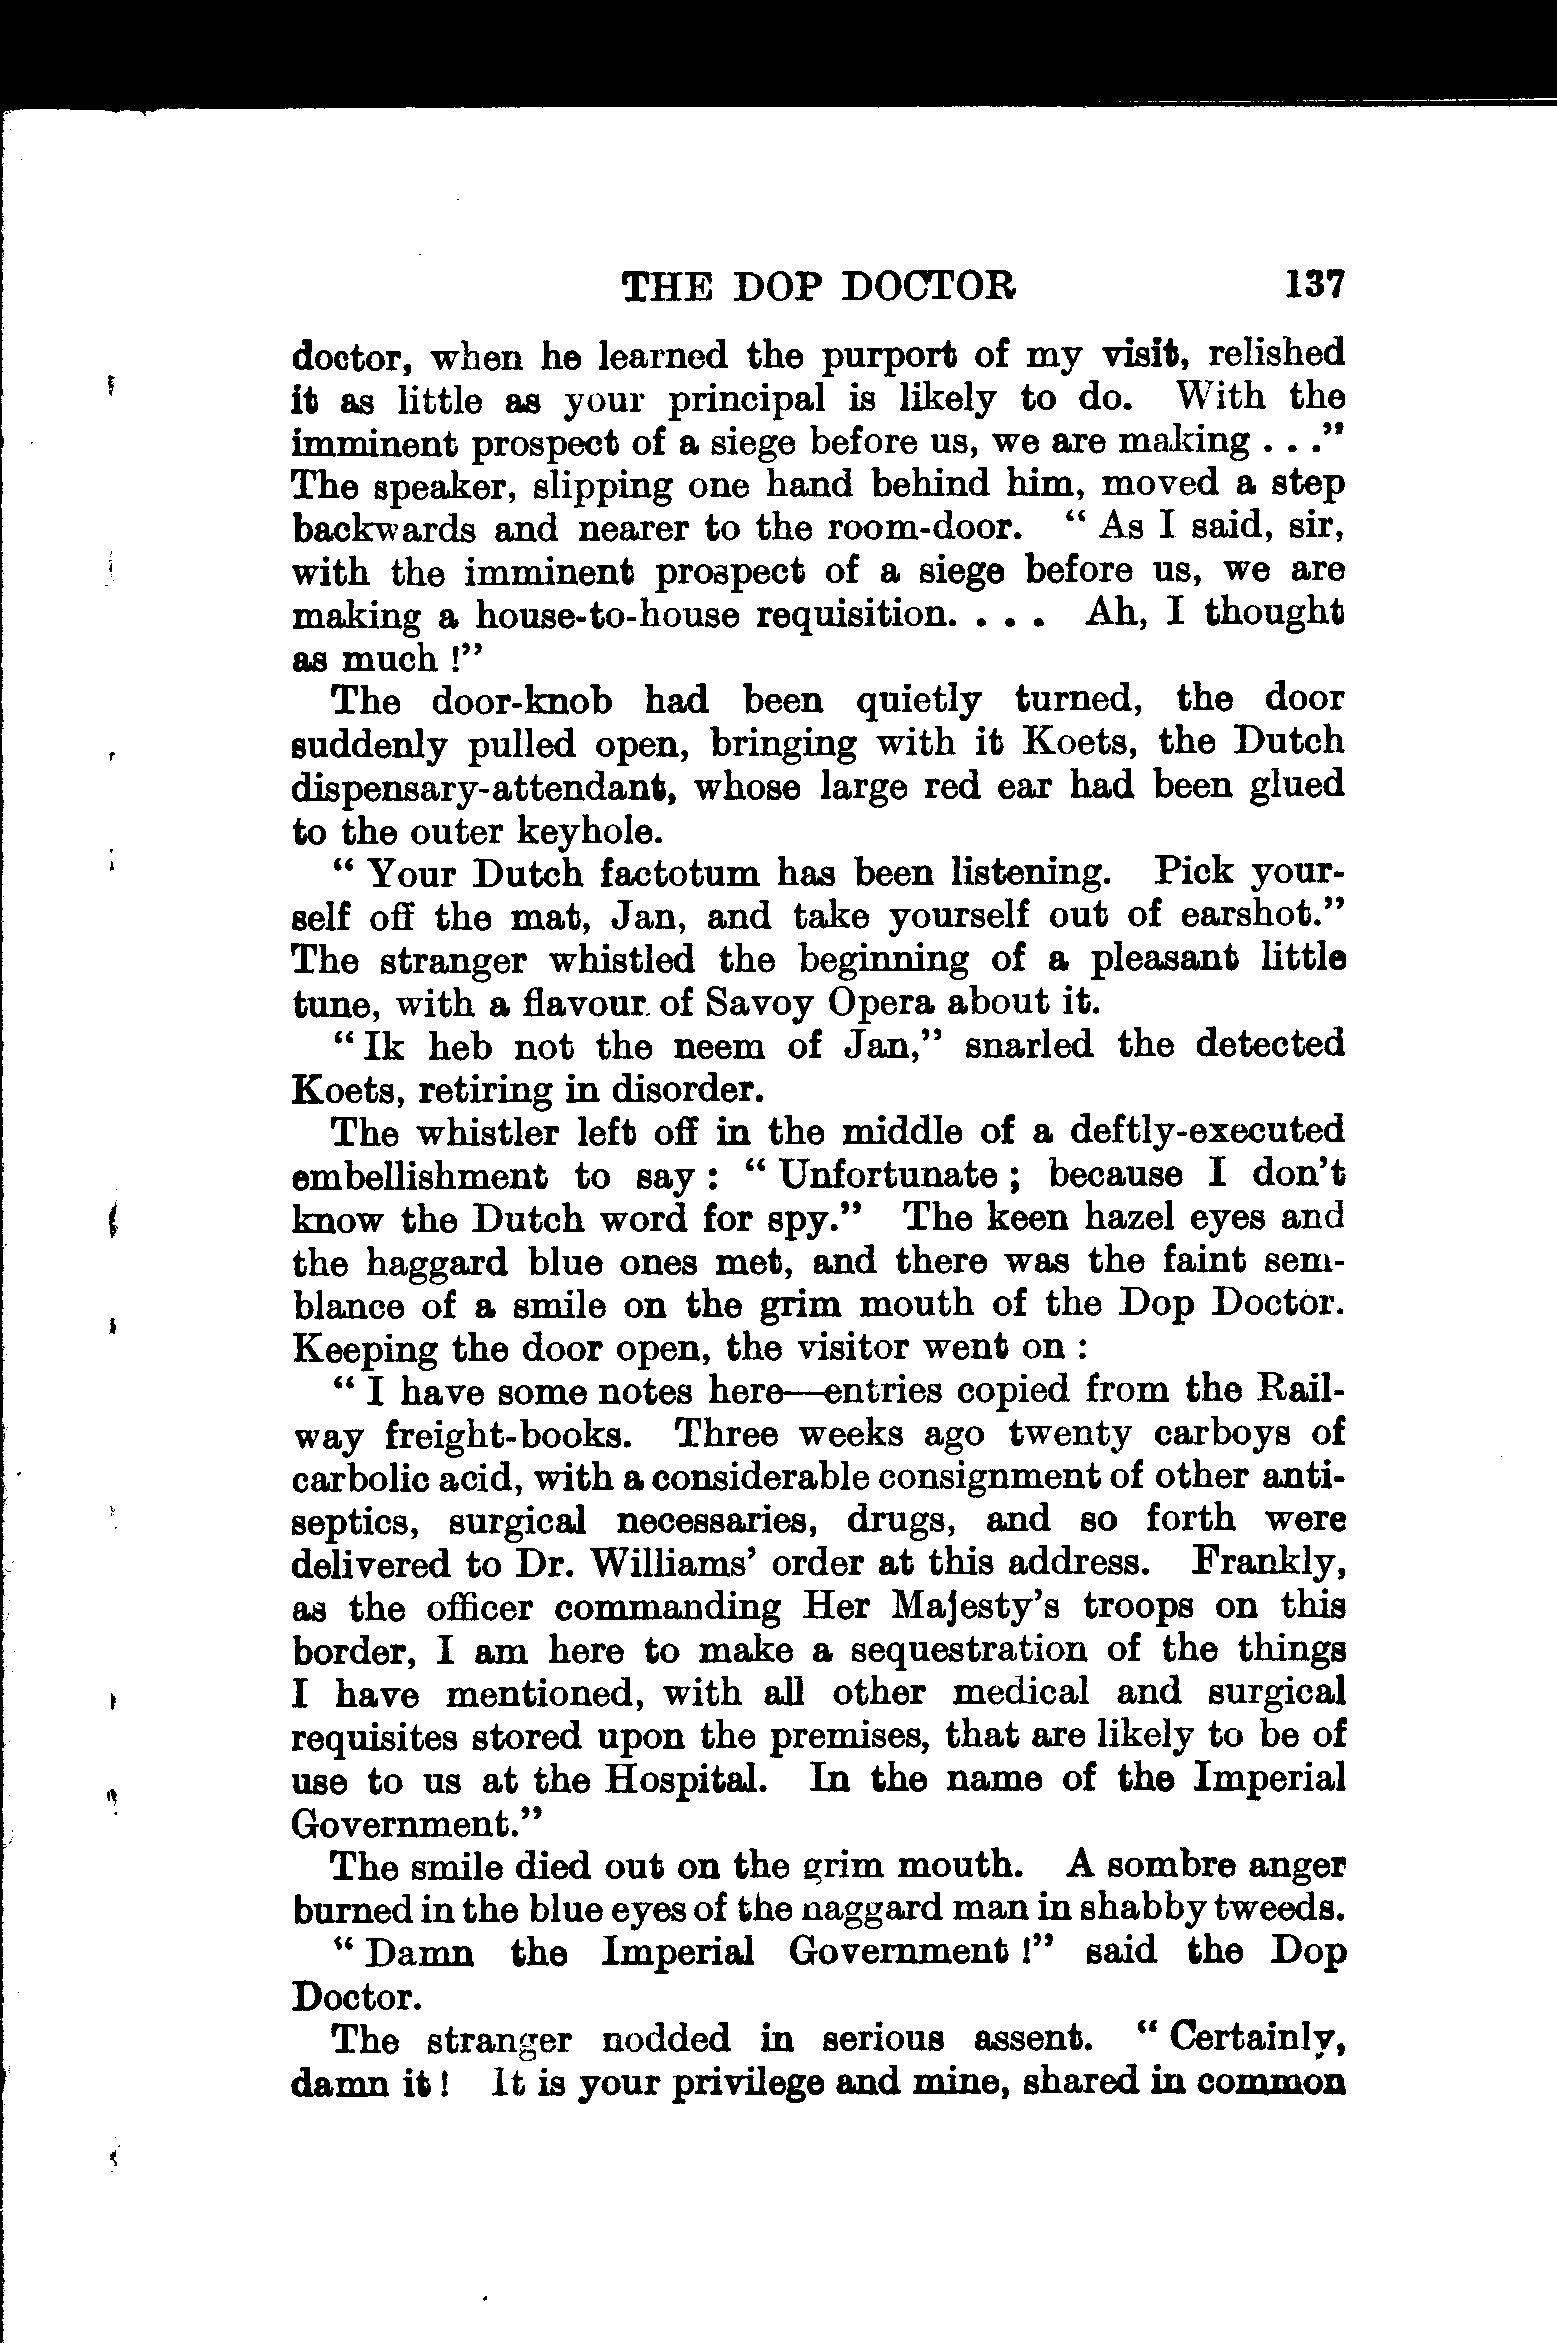 THE DOP DOCTOR 137
doctor, when he learned the purport of my visit, relished
it as little as your principal is likely to do. With the
imminent prospect of a siege before us, we are making . . ."
The speaker, slipping one hand behind him, moved a step
backwards and nearer to the room-door. " As I said, sir,
with the imminent prospect of a siege before us, we are
making a house-to-house requisition. . . . Ah, I thought
as much !"
The door-knob had been quietly turned, the door
suddenly pulled open, bringing with it Koets, the Dutch
dispensary-attendant, whose large red ear had been glued
to the outer keyhole.
" Your Dutch factotum has been listening. Pick your-
self off the mat, Jan, and take yourself out of earshot."
The stranger whistled the beginning of a pleasant little
tune, with a flavour of Savoy Opera about it.
" Ik heb not the neem of Jan," snarled the detected
Koets, retiring in disorder.
The whistler left off in the middle of a deftly-executed
embellishment to say : " Unfortunate ; because I don't
know the Dutch word for spy." The keen hazel eyes and
the haggard blue ones met, and there was the faint sem-
blance of a smile on the grim mouth of the Dop Doctor.
Keeping the door open, the visitor went on :
" I have some notes here—entries copied from the Rail-
way freight-books. Three weeks ago twenty carboys of
carbolic acid, with a considerable consignment of other anti-
septics, surgical necessaries, drugs, and so forth were
delivered to Dr. Williams' order at this address. Frankly,
as the officer commanding Her Majesty's troops on this
border, I am here to make a sequestration of the things
I have mentioned, with all other medical and surgical
requisites stored upon the premises, that are likely to be of
use to us at the Hospital. In the name of the Imperial
Government."
The smile died out on the grim mouth. A sombre anger
burned in the blue eyes of the haggard man in shabby tweeds.
" Damn the Imperial Government !" said the Dop
Doctor.
The stranger nodded in serious assent. " Certainly,
damn it ! It is your privilege and mine, shared in common